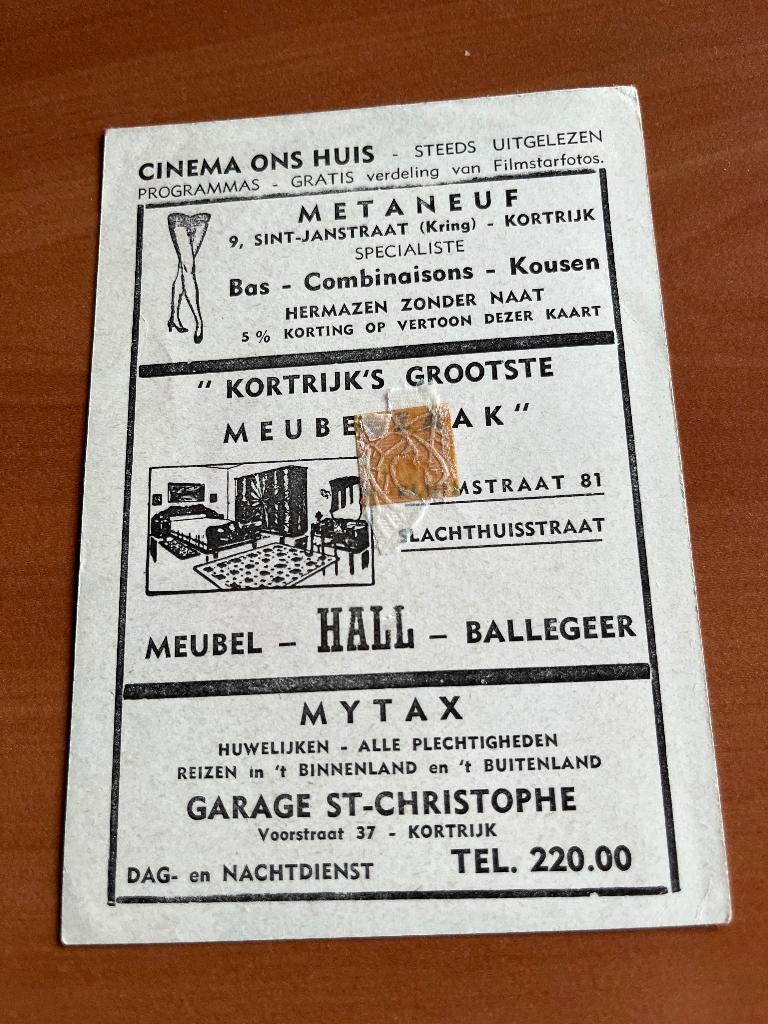 CINEMA ONS HUIS - STEEDS UITGELEZEN
PROGRAMMAS - GRATIS verdeling van Filmstarfotos.
METANEUF
9, SINT-JANSTRAAT (Kring) - KORTRIJK
SPECIALISTE
Bas - Combinaisons - Kousen
HERMAZEN ZONDER NAAT
5 % KORTING OP VERTOON DEZER KAART
" KORTRIJK'S GROOTSTE
MEUBELZAAK"
81
SLACHTHUISSTRAAT
MEUBEL - HALL - BALLEGEER
MYTAX
HUWELIJKEN - ALLE PLECHTIGHEDEN
REIZEN in 't BINNENLAND en 't BUITENLAND
GARAGE ST-CHRISTOPHE
Voorstraat 37 - KORTRIJK
DAG- en NACHTDIENST TEL. 220.00